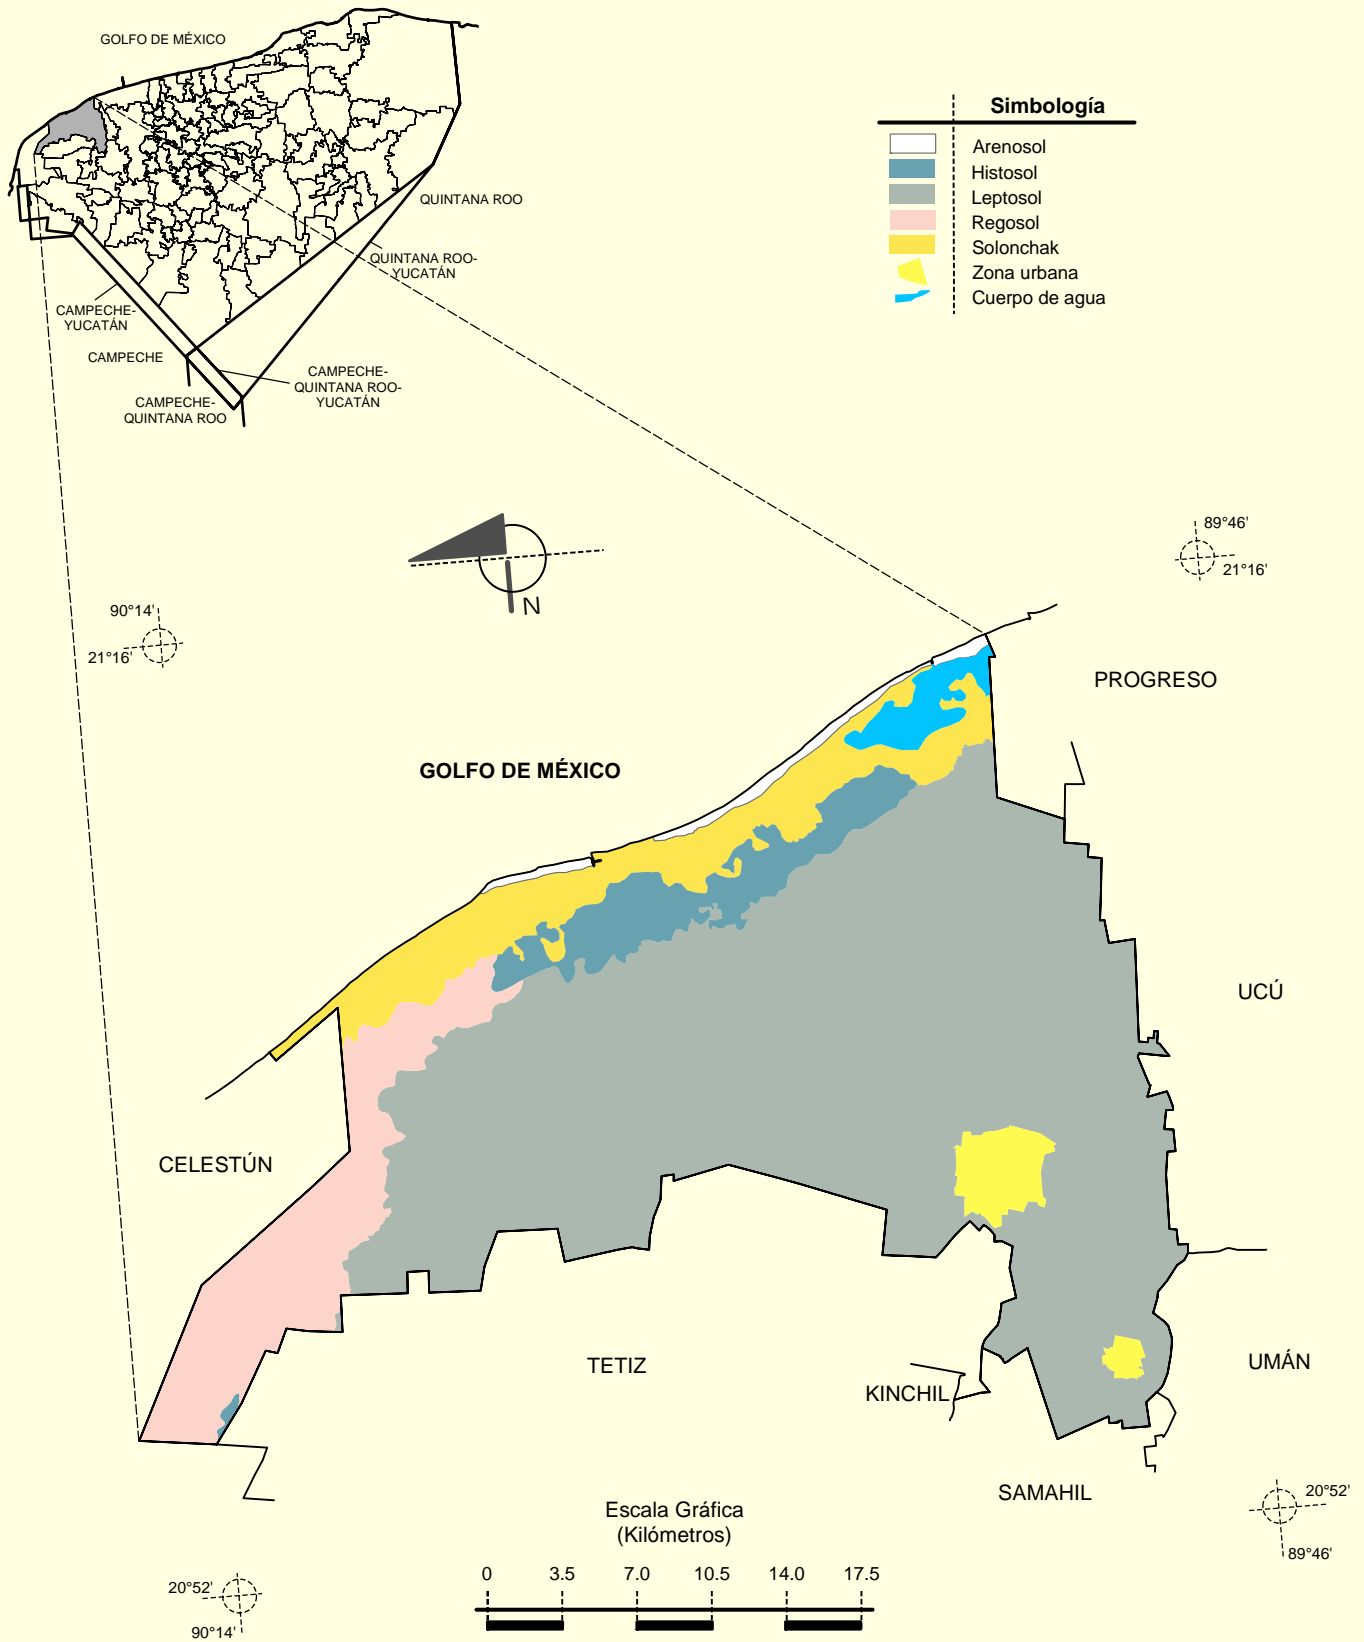 GOLFO DE MÉXICO
QUINTANA ROO
QUINTANA ROO-
YUCATÁN
CAMPECHE-
YUCATÁN
CAMPECHE
CAMPECHE-
QUINTANA ROO-
YUCATÁN
CAMPECHE-
QUINTANA ROO
Simbología
Arenosol
Histosol
Leptosol
Regosol
Solonchak
Zona urbana
Cuerpo de agua
89°46'
21°16'
90°14'
21°16'
N
PROGRESO
GOLFO DE MÉXICO
UCÚ
CELESTÚN
TETIZ
UMÁN
KINCHIL
SAMAHIL
20°52'
89°46'
Escala Gráfica
(Kilómetros)
0 3.5 7.0 10.5 14.0 17.5
20°52'
90°14'